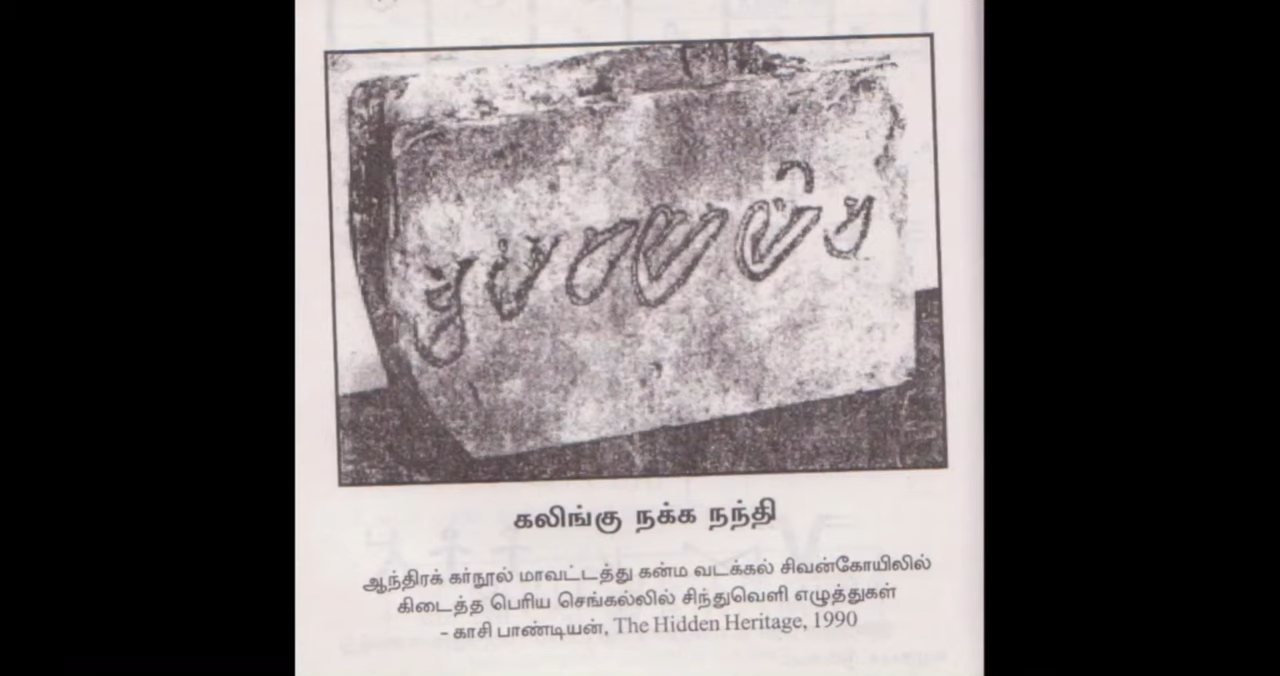 கலிங்கு நக்க நந்தி
ஆந்திரக் கர்நூல் மாவட்டத்து கன்ம வடக்கல் சிவன்கோயிலில்
கிடைத்த பெரிய செங்கல்லில் சிந்துவெளி எழுத்துகள்
- காசி பாண்டியன், The Hidden Heritage, 1990